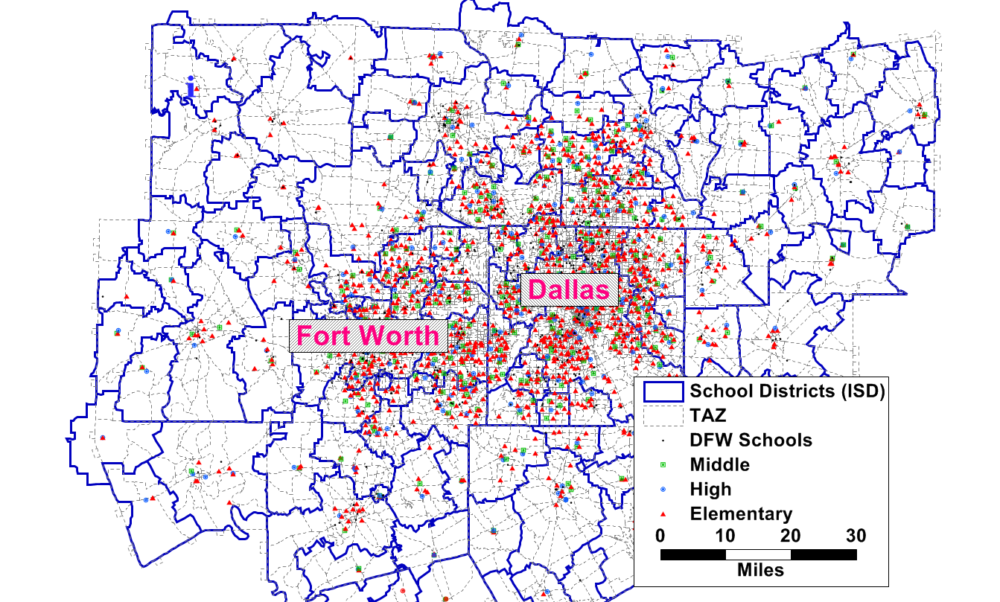 i
Dallas
Fort Worth
School Districts (ISD)
TAZ
DFW Schools
Middle
High
Elementary
0 10 20 30
Miles